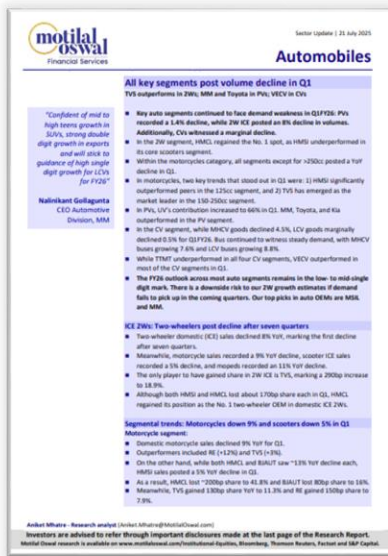 motilal
oswal
Financial Services
Sector Update | 21 July 2025
Automobiles
All key segments post volume decline in Q1
TVS outperforms in 2Ws; MM and Toyota in PVs; VECV in CVs
"Confident of mid to
high teens growth in
SUVs, strong double
digit growth in exports
and will stick to
guidance of high single
digit growth for LCVs
for FY26"
Nalinikant Gollagunta
CEO Automotive
Division, MM
Key auto segments continued to face demand weakness in Q1FY26: PVs
recorded a 1.4% decline, while 2W ICE posted an 8% decline in volumes.
Additionally, CVs witnessed a marginal decline.
In the 2W segment, HMCL regained the No. 1 spot, as HMSI underperformed in
its core scooters segment.
Within the motorcycles category, all segments except for >250cc posted a YoY
decline in Q1.
In motorcycles, two key trends that stood out in Q1 were: 1) HMSI significantly
outperformed peers in the 125cc segment, and 2) TVS has emerged as the
market leader in the 150-250cc segment.
In PVs, UV's contribution increased to 66% in Q1. MM, Toyota, and Kia
outperformed in the PV segment.
In the CV segment, while MHCV goods declined 4.5%, LCV goods marginally
declined 0.5% for Q1FY26. Bus continued to witness steady demand, with MHCV
buses growing 7.6% and LCV buses growing 8.8%.
While TTMT underperformed in all four CV segments, VECV outperformed in
most of the CV segments in Q1.
The FY26 outlook across most auto segments remains in the low- to mid-single
digit mark. There is a downside risk to our 2W growth estimates if demand
fails to pick up in the coming quarters. Our top picks in auto OEMs are MSIL
and MM.
ICE 2Ws: Two-wheelers post decline after seven quarters
Two-wheeler domestic (ICE) sales declined 8% YoY, marking the first decline
after seven quarters.
Meanwhile, motorcycle sales recorded a 9% YoY decline, scooter ICE sales
recorded a 5% decline, and mopeds recorded an 11% YoY decline.
The only player to have gained share in 2W ICE is TVS, marking a 290bp increase
to 18.9%.
Although both HMSI and HMCL lost about 170bp share each in Q1, HMCL
regained its position as the No. 1 two-wheeler OEM in domestic ICE 2Ws.
Segmental trends: Motorcycles down 9% and scooters down 5% in Q1
Motorcycle segment:
Domestic motorcycle sales declined 9% YoY for Q1.
Outperformers included RE (+12%) and TVS (+3%).
On the other hand, while both HMCL and BJAUT saw ~13% YoY decline each,
HMSI sales posted a 5% YoY decline in Q1.
As a result, HMCL lost ~200bp share to 41.8% and BJAUT lost 80bp share to 16%.
Meanwhile, TVS gained 130bp share YoY to 11.3% and RE gained 150bp share to
7.9%.
Aniket Mhatre - Research analyst (Aniket.Mhatre@MotilalOswal.com)
Investors are advised to refer through important disclosures made at the last page of the Research Report.
Motilal Oswal research is available on www.motilaloswal.com/Institutional-Equities, Bloomberg, Thomson Reuters, Factset and S&P Capital.